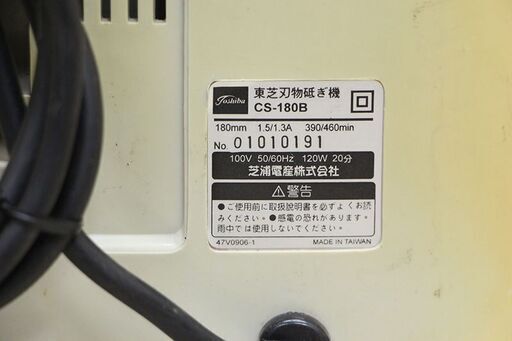 Toshiba
東芝刃物砥ぎ機
CS-180B
180mm 1.5/1.3A 390/460min
No. 01010191
100V 50/60Hz 120W 20分
芝浦電産株式会社
⚠警告
●ご使用前に取扱説明書を必ずよくお読
みください。●感電の恐れがあります。
雨中では使用しないでください。
47V0906-1 MADE IN TAIWAN